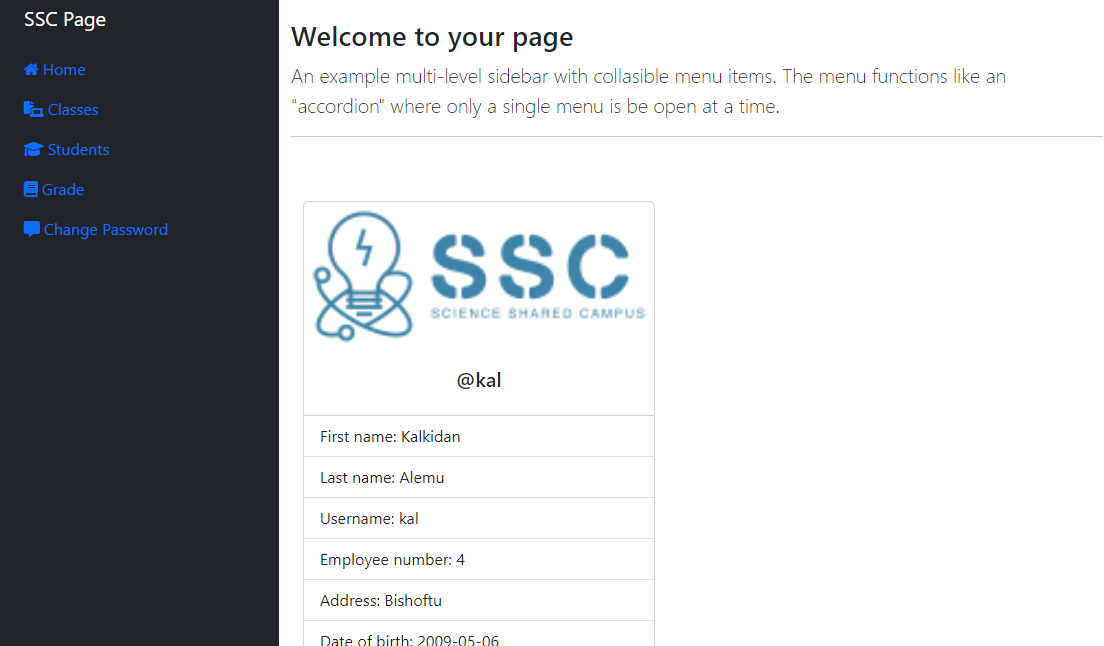 SSC Page
Home
Classes
Students
Grade
Change Password
Welcome to your page
An example multi-level sidebar with collasible menu items. The menu functions like an
"accordion" where only a single menu is be open at a time.
SSC
SCIENCE SHARED CAMPUS
@kal
First name: Kalkidan
Last name: Alemu
Username: kal
Employee number: 4
Address: Bishoftu
Date of birth: 2009-05-06